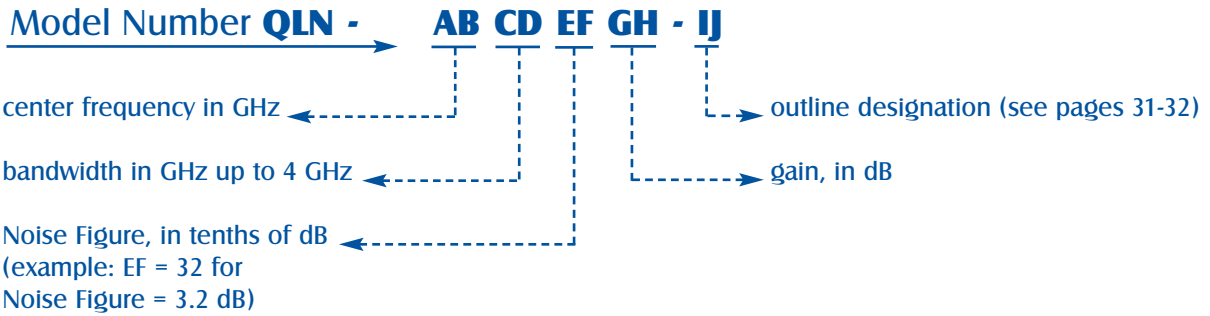 Model Number QLN - AB CD EF GH - IJ
center frequency in GHz
outline designation (see pages 31-32)
bandwidth in GHz up to 4 GHz
gain, in dB
Noise Figure, in tenths of dB
(example: EF = 32 for
Noise Figure = 3.2 dB)